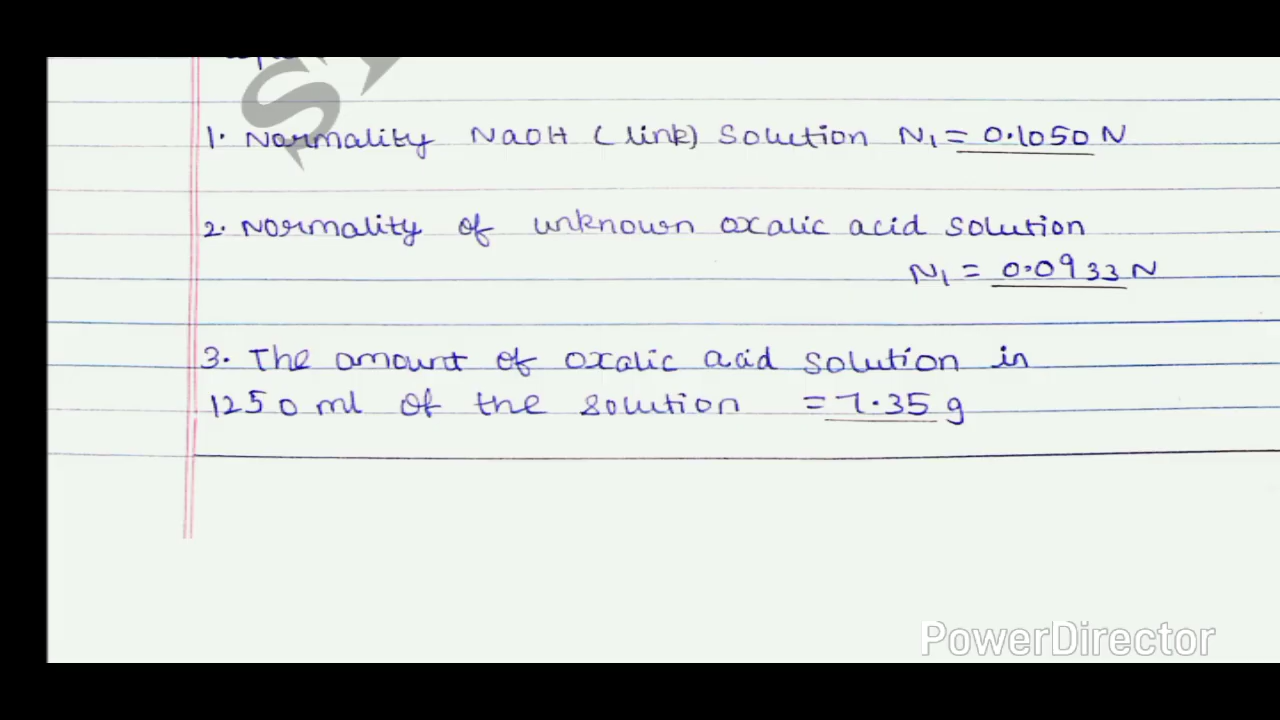 1. Normality NaOH (link) Solution N₁ = 0.1050 N
2. Normality of unknown oxalic acid solution
N₁ = 0.0933 N
3. The amount of oxalic acid solution in
1250 ml of the solution = 7.35 g
PowerDirector